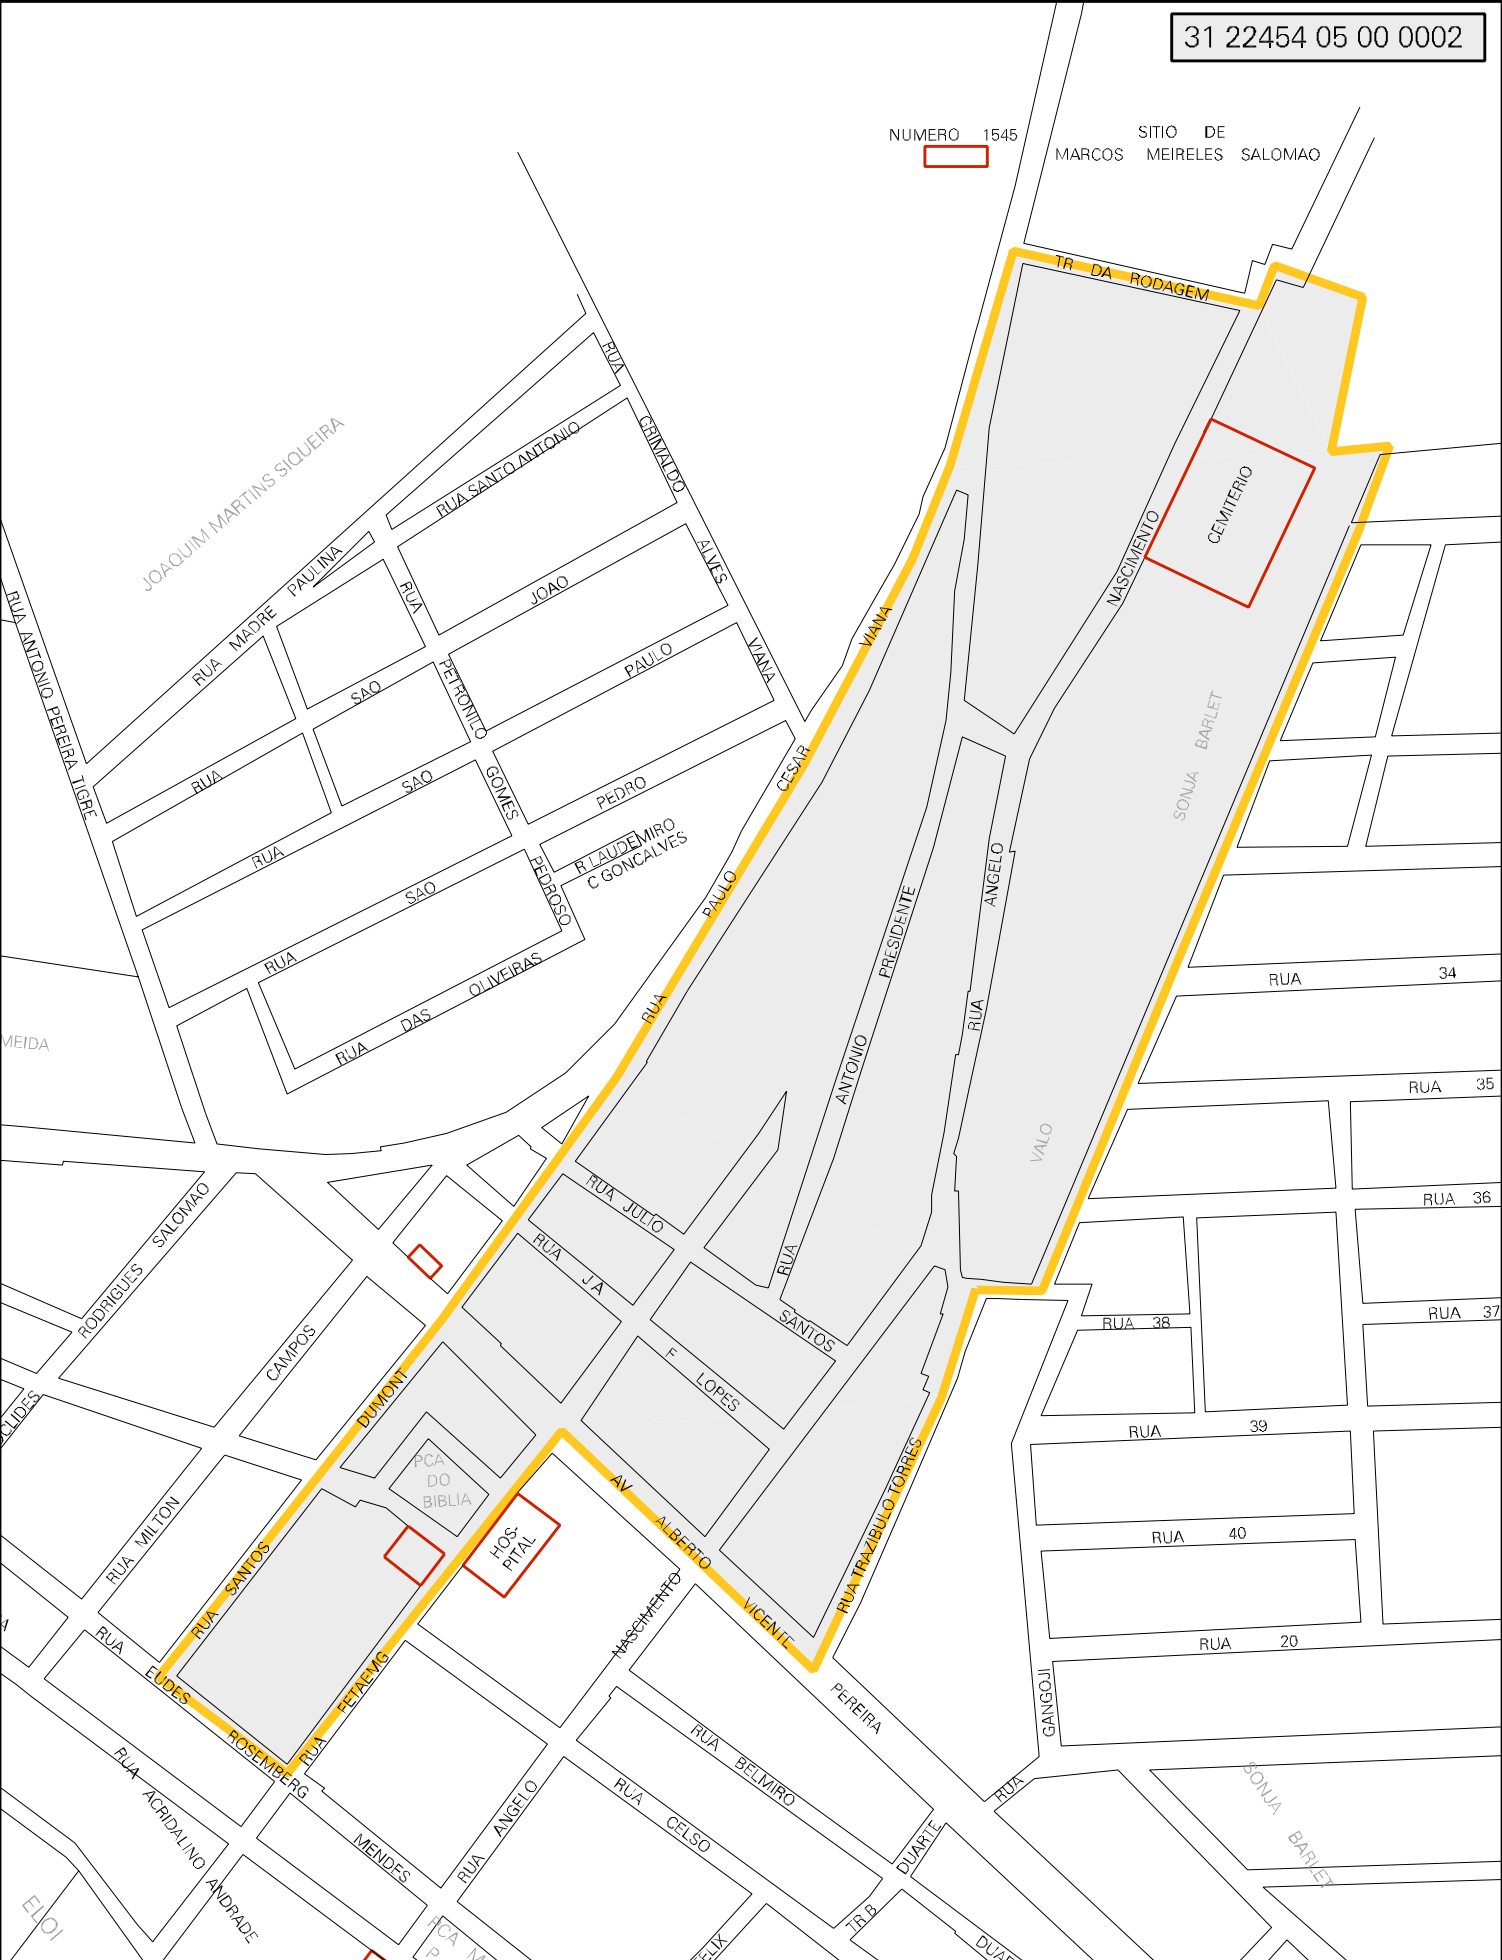 31 22454 05 00 0002
NUMERO 1545
SITIO DE
MARCOS MEIRELES SALOMAO
TR DA RODAGEM
JOAQUIM MARTINS SIQUEIRA
RUA GRIMALDO ALVES VIANA
RUA SANTO ANTONIO
RUA MADRE PAULINA
RUA ANTONIO PEREIRA TIGRE
RUA PETRONILO GOMES PEDROSO
RUA SAO JOAO
RUA SAO PAULO
RUA SAO PEDRO
R LAUDEMIRO
C GONCALVES
RUA DAS OLIVEIRAS
MEIDA
CEMITERIO
RUA ANGELO NASCIMENTO
RUA PAULO CESAR VIANA
RUA ANTONIO PRESIDENTE
SONJA BARLET
VALO
RUA 34
RUA 35
RUA 36
RUA 37
RUA 38
RUA 39
RUA 40
RUA 20
RUA JULIO SANTOS
RUA J A F LOPES
RODRIGUES SALOMAO
RUA MILTON CAMPOS
CLIDES
RUA SANTOS DUMONT
PCA
DO
BIBLIA
HOS-
PITAL
AV ALBERTO VICENTE PEREIRA
RUA TRAZIBULO TORRES
RUA EUDES ROSEMBERG MENDES
RUA FETAEMG
RUA ANGELO NASCIMENTO
RUA BELMIRO
RUA CELSO
RUA ACRIDALINO ANDRADE
RUA GANGOJI
DUARTE
TR B
SONJA BARLET
ELOI
PCA M
P
ELIX
DUAR
A